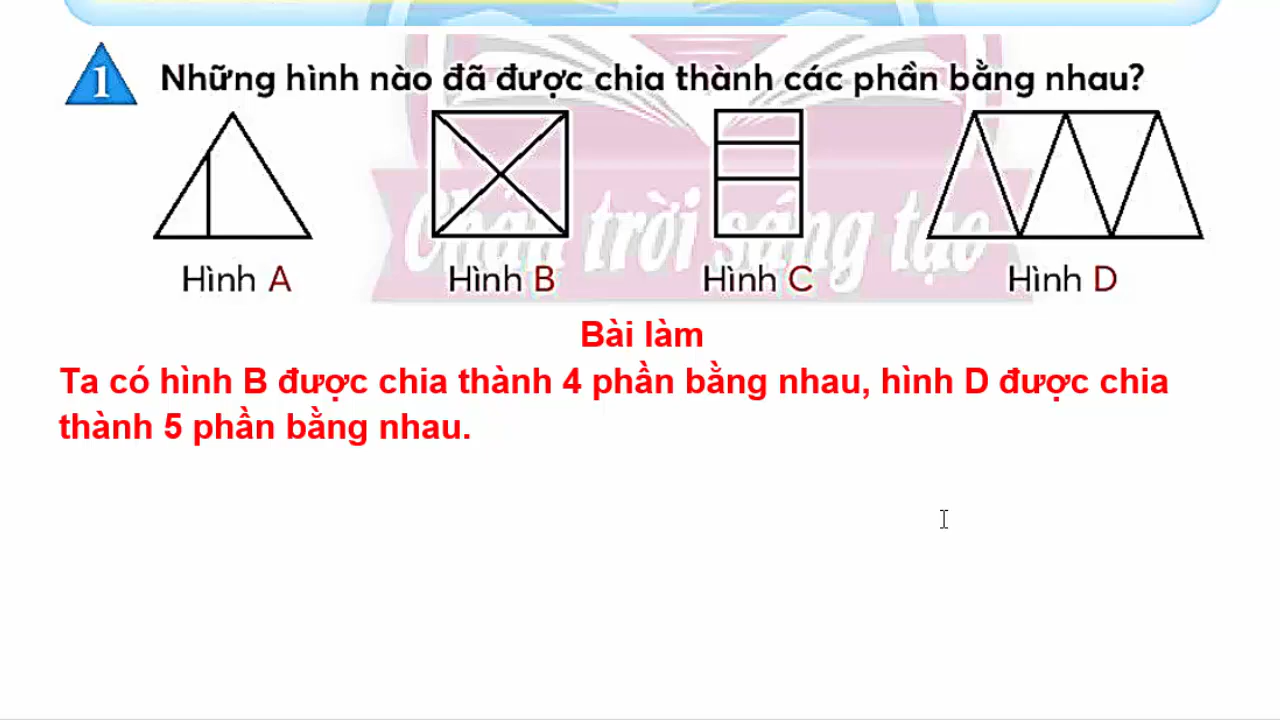 1 Những hình nào đã được chia thành các phần bằng nhau?
Hình A Hình B Hình C Hình D
Chân trời sáng tạo
Bài làm
Ta có hình B được chia thành 4 phần bằng nhau, hình D được chia
thành 5 phần bằng nhau.